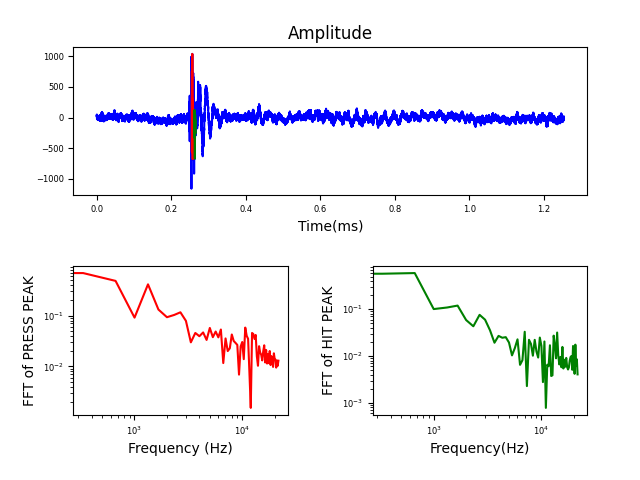 Amplitude
1000
500
0
−500
−1000
0.0 0.2 0.4 0.6 0.8 1.0 1.2
Time(ms)
FFT of PRESS PEAK
10⁻¹
10⁻²
10³ 10⁴
Frequency (Hz)
FFT of HIT PEAK
10⁻¹
10⁻²
10⁻³
10³ 10⁴
Frequency(Hz)